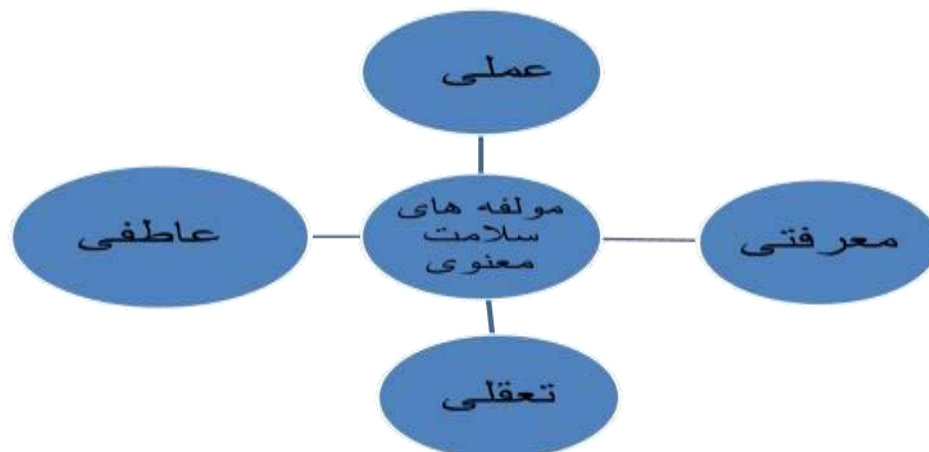 عملی
مولفه های
سلامت
معنوی
معرفتی
عاطفی
تعقلی